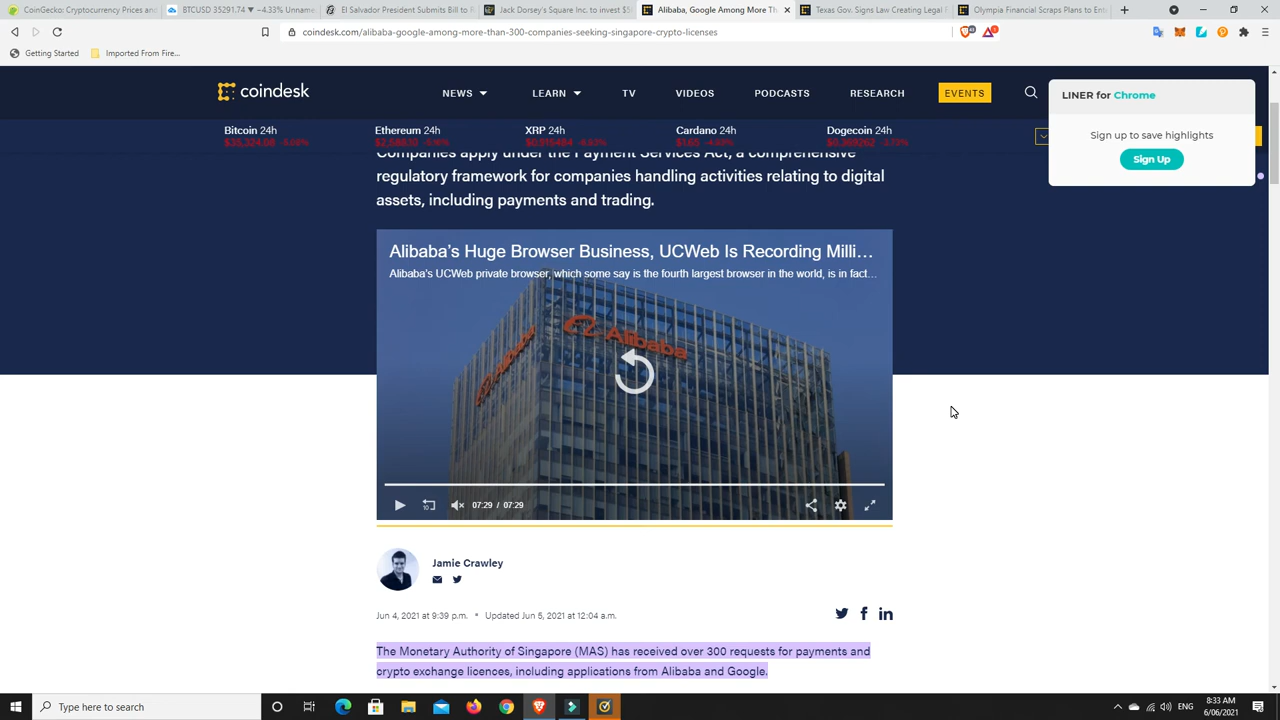 CoinGecko: Cryptocurrency Prices and
BTCUSD 35291.74 ▼ −4.33% Unname
El Salvador President Submits Bill to
Jack Dorsey's Square Inc. to invest $5
Alibaba, Google Among More Th
Texas Gov. Signs Law Creating Legal
Olympia Financial Scraps Plans to Ente
coindesk.com/alibaba-google-among-more-than-300-companies-seeking-singapore-crypto-licenses
Getting Started
Imported From Fire...
coindesk
NEWS
LEARN
TV
VIDEOS
PODCASTS
RESEARCH
EVENTS
LINER for Chrome
Sign up to save highlights
Sign Up
Bitcoin 24h
Ethereum 24h
XRP 24h
Cardano 24h
Dogecoin 24h
Companies apply under the Payment Services Act, a comprehensive
regulatory framework for companies handling activities relating to digital
assets, including payments and trading.
Alibaba's Huge Browser Business, UCWeb Is Recording Milli...
Alibaba's UCWeb private browser, which some say is the fourth largest browser in the world, is in fact...
Alibaba
10
07:29 / 07:29
Jamie Crawley
Jun 4, 2021 at 9:39 p.m. • Updated Jun 5, 2021 at 12:04 a.m.
The Monetary Authority of Singapore (MAS) has received over 300 requests for payments and
crypto exchange licences, including applications from Alibaba and Google.
Type here to search
ENG
8:33 AM
6/06/2021